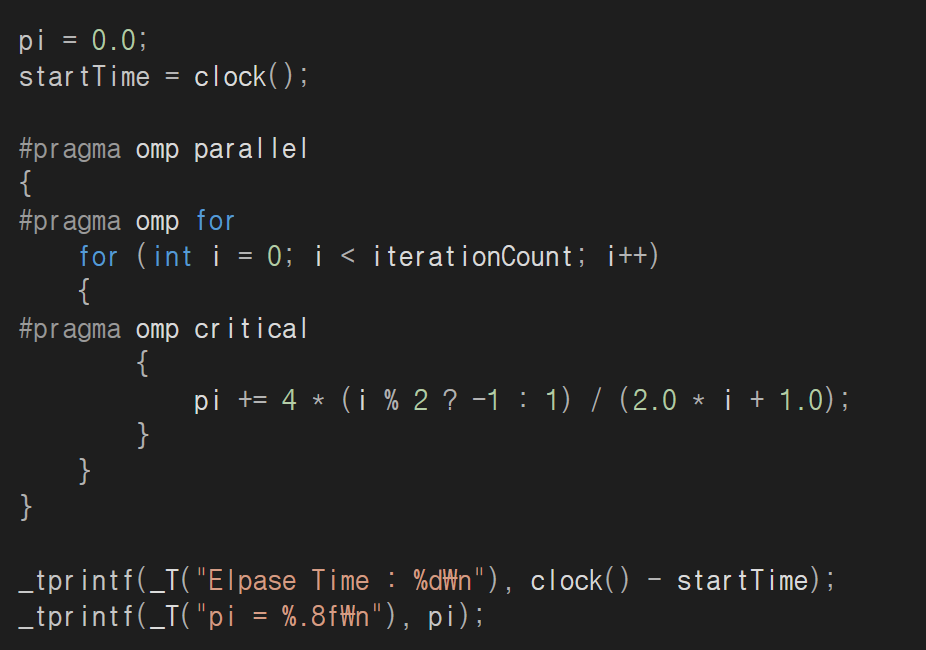 pi = 0.0;
startTime = clock();
#pragma omp parallel
{
#pragma omp for
for (int i = 0; i < iterationCount; i++)
{
#pragma omp critical
{
pi += 4 * (i % 2 ? -1 : 1) / (2.0 * i + 1.0);
}
}
}
_tprintf(_T("Elpase Time : %d₩n"), clock() - startTime);
_tprintf(_T("pi = %.8f₩n"), pi);